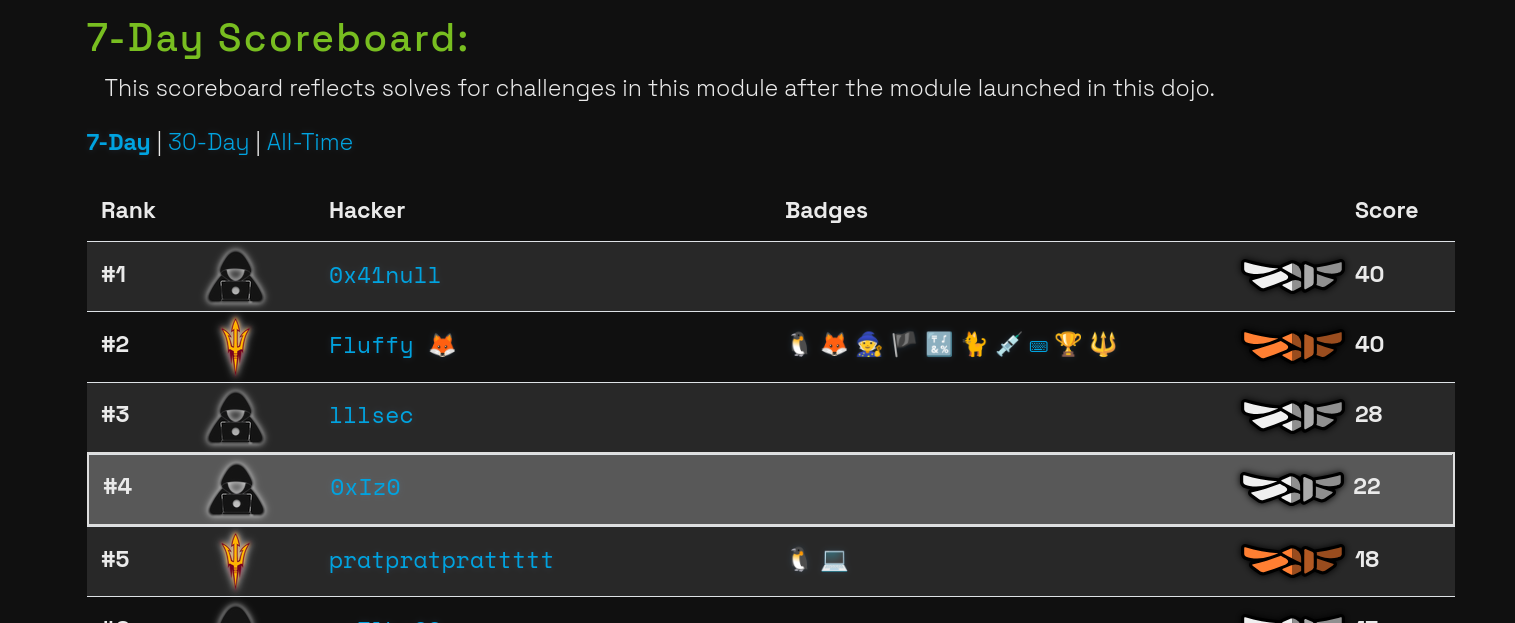 7-Day Scoreboard:
This scoreboard reflects solves for challenges in this module after the module launched in this dojo.
7-Day | 30-Day | All-Time
Rank Hacker Badges Score
#1 0x41null 40
#2 Fluffy 40
#3 lllsec 28
#4 0xIz0 22
#5 pratpratprattttt 18